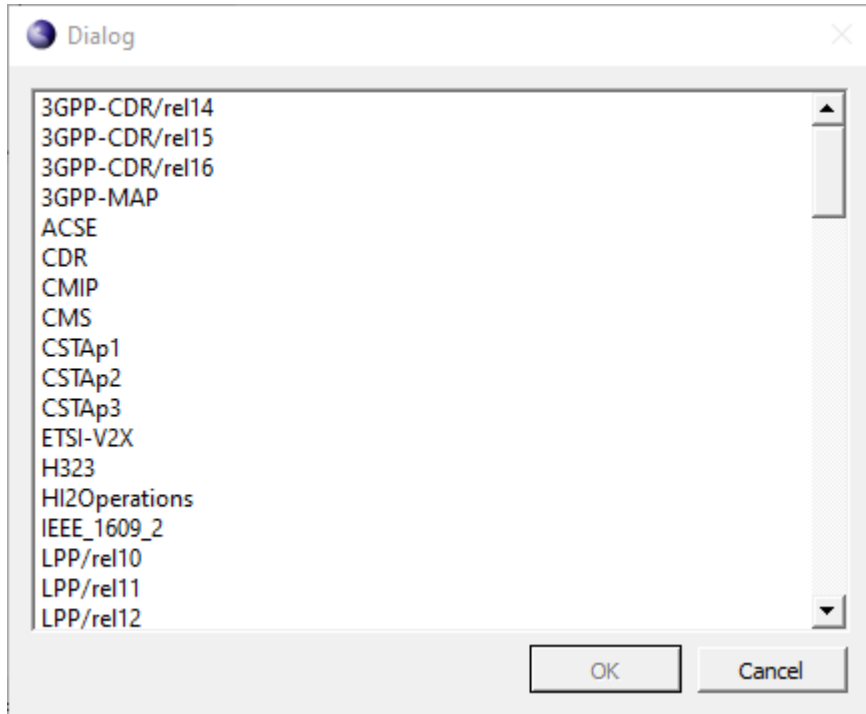 Dialog
3GPP-CDR/rel14
3GPP-CDR/rel15
3GPP-CDR/rel16
3GPP-MAP
ACSE
CDR
CMIP
CMS
CSTAp1
CSTAp2
CSTAp3
ETSI-V2X
H323
HI2Operations
IEEE_1609_2
LPP/rel10
LPP/rel11
LPP/rel12
OK Cancel